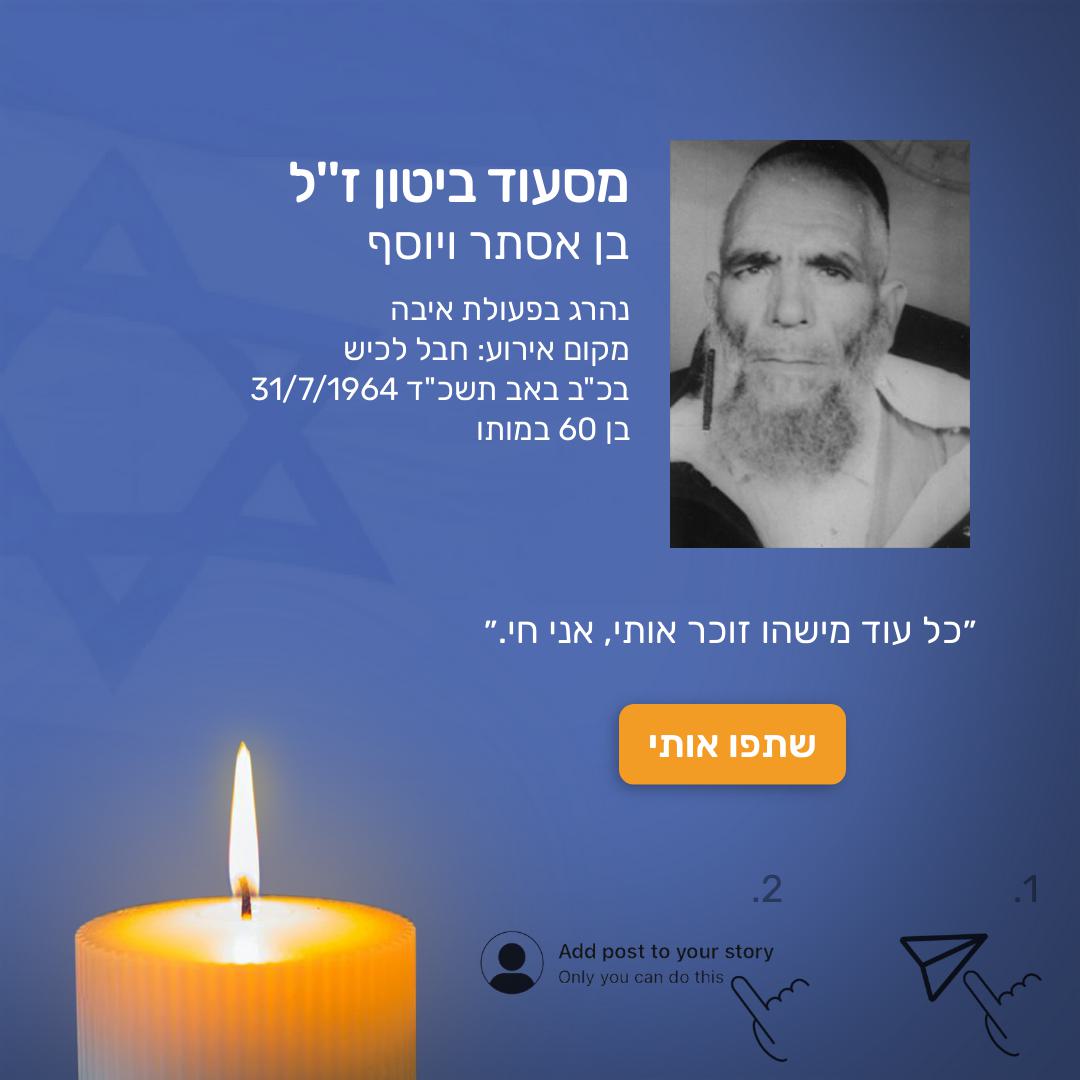 מסעוד ביטון ז"ל
בן אסתר ויוסף
נהרג בפעולת איבה
מקום אירוע: חבל לכיש
בכ"ב באב תשכ"ד 31/7/1964
בן 60 במותו
״כל עוד מישהו זוכר אותי, אני חי.״
שתפו אותי
.1
.2
Add post to your story
Only you can do this